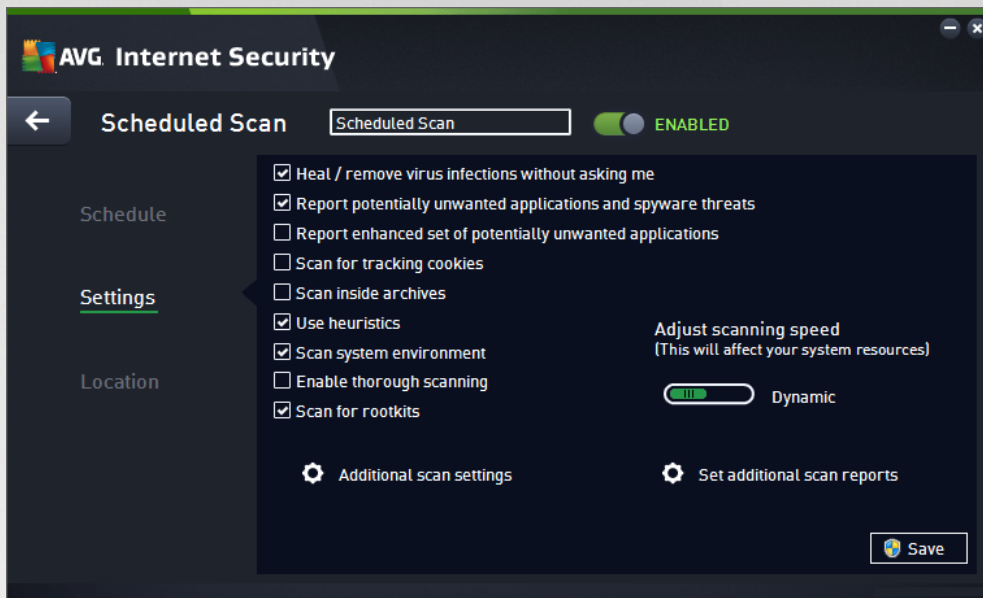 AVG Internet Security
Scheduled Scan
Scheduled Scan
ENABLED
Schedule
Settings
Location
Heal / remove virus infections without asking me
Report potentially unwanted applications and spyware threats
Report enhanced set of potentially unwanted applications
Scan for tracking cookies
Scan inside archives
Use heuristics
Scan system environment
Enable thorough scanning
Scan for rootkits
Adjust scanning speed
(This will affect your system resources)
Dynamic
Additional scan settings
Set additional scan reports
Save